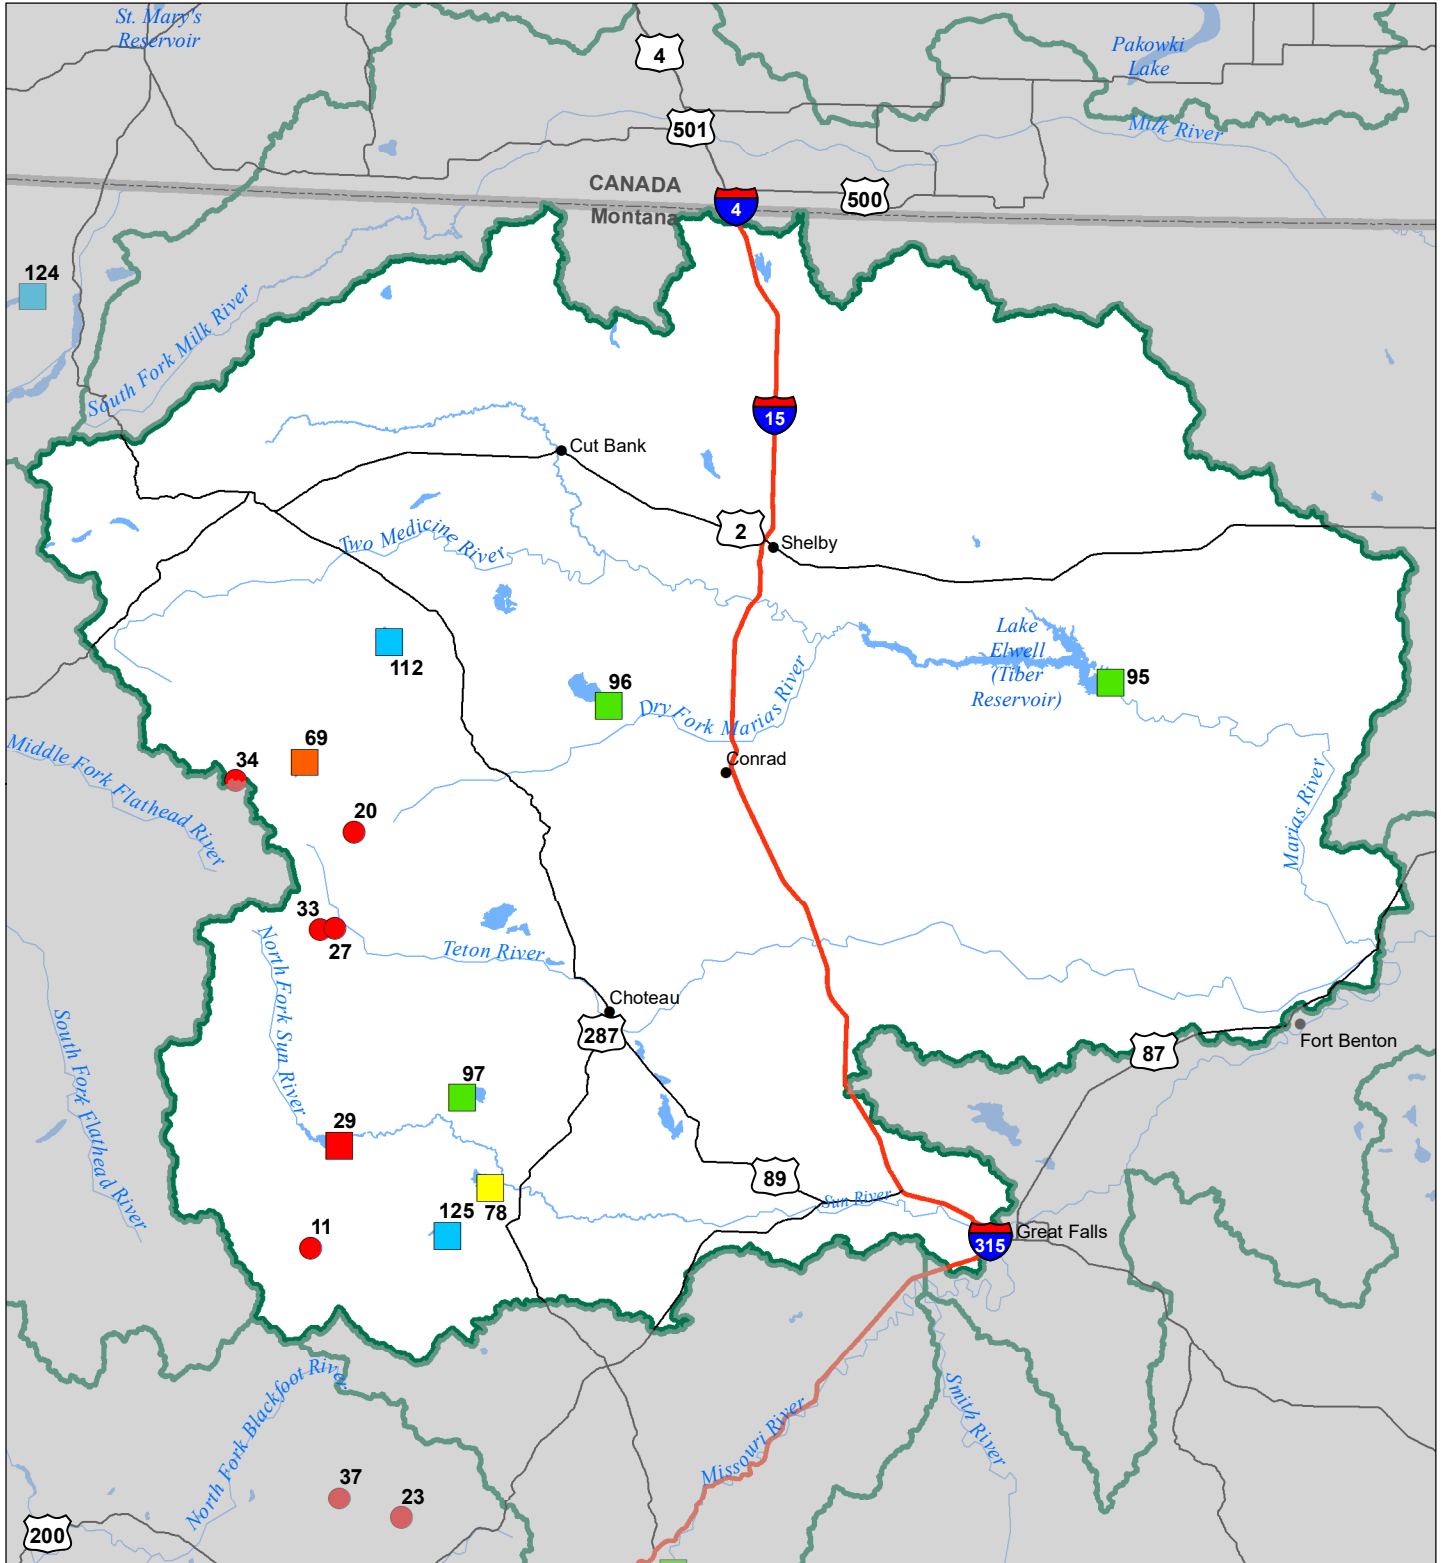 St. Mary's
Reservoir
4
Pakowki
Lake
501
Milk River
CANADA
Montana
4
500
124
South Fork Milk River
15
Cut Bank
2
Shelby
Two Medicine River
Lake
Elwell
(Tiber
Reservoir)
112
96
95
Dry Fork Marias River
Middle Fork Flathead River
34
69
Conrad
20
Marias River
33
27
North Fork Sun River
Teton River
Choteau
287
South Fork Flathead River
87
Fort Benton
97
29
89
78
Sun River
125
11
315
Great Falls
North Fork Blackfoot River
Missouri River
Smith River
37
23
200